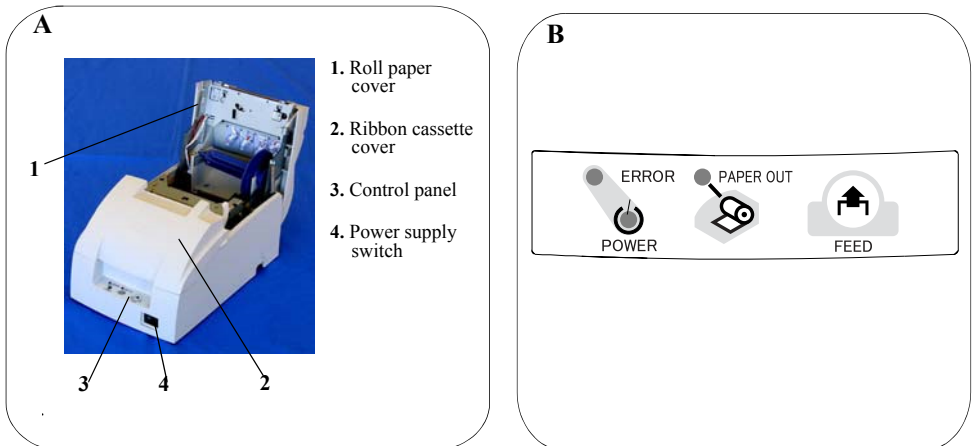 A
1. Roll paper
cover
2. Ribbon cassette
cover
3. Control panel
4. Power supply
switch
1
3
4
2
B
ERROR
PAPER OUT
POWER
FEED